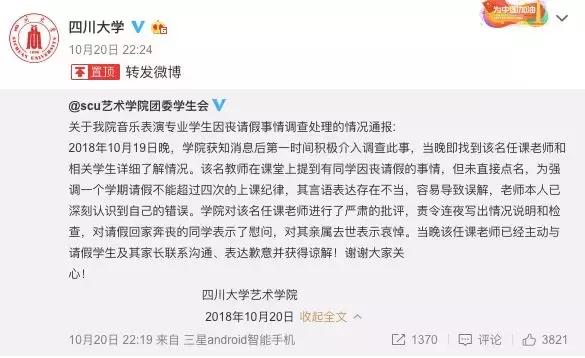 为中国加油
四川大学
10月20日 22:24
置顶 转发微博
@scu艺术学院团委学生会
关于我院音乐表演专业学生因丧请假事情调查处理的情况通报:
2018年10月19日晚，学院获知消息后第一时间积极介入调查此事，当晚即找到该名任课老师和
相关学生详细了解情况。该名教师在课堂上提到有同学因丧请假的事情，但未直接点名，为强
调一个学期请假不能超过四次的上课纪律，其言语表达存在不当，容易导致误解，老师本人已
深刻认识到自己的错误。学院对该名任课老师进行了严肃的批评，责令连夜写出情况说明和检
查，对请假回家奔丧的同学表示了慰问，对其亲属去世表示哀悼。当晚该任课老师已经主动与
请假学生及其家长联系沟通、表达歉意并获得谅解！谢谢大家关
心！
四川大学艺术学院
2018年10月20日 收起全文
10月20日 22:19 来自 三星android智能手机 1370 评论 3821